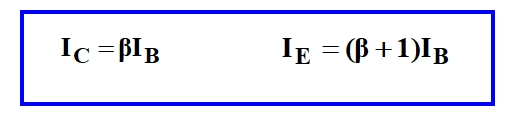 I_C = βI_B I_E = (β + 1)I_B